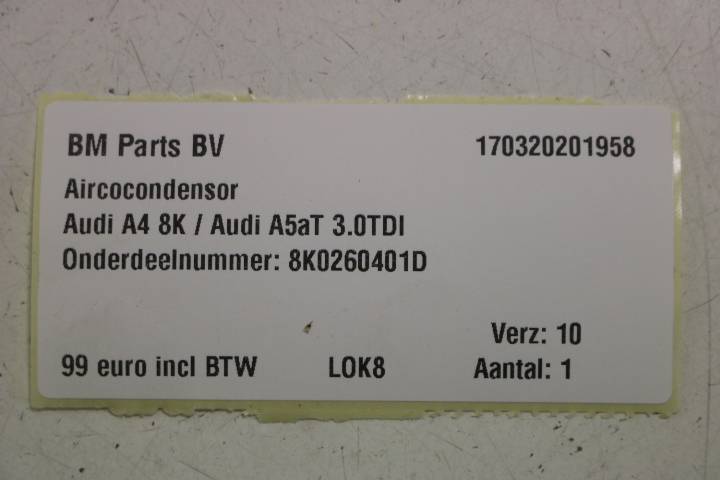 BM Parts BV 170320201958
Aircocondensor
Audi A4 8K / Audi A5aT 3.0TDI
Onderdeelnummer: 8K0260401D
Verz: 10
99 euro incl BTW LOK8 Aantal: 1